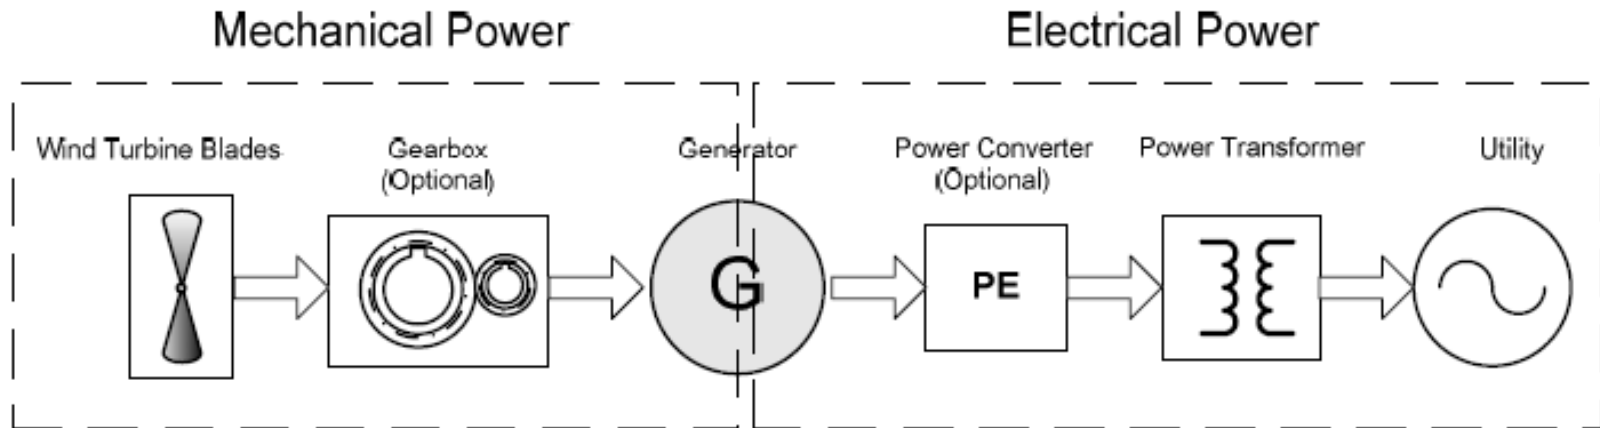 Mechanical Power
Electrical Power
Wind Turbine Blades
Gearbox
(Optional)
Generator
Power Converter
(Optional)
Power Transformer
Utility
G
PE